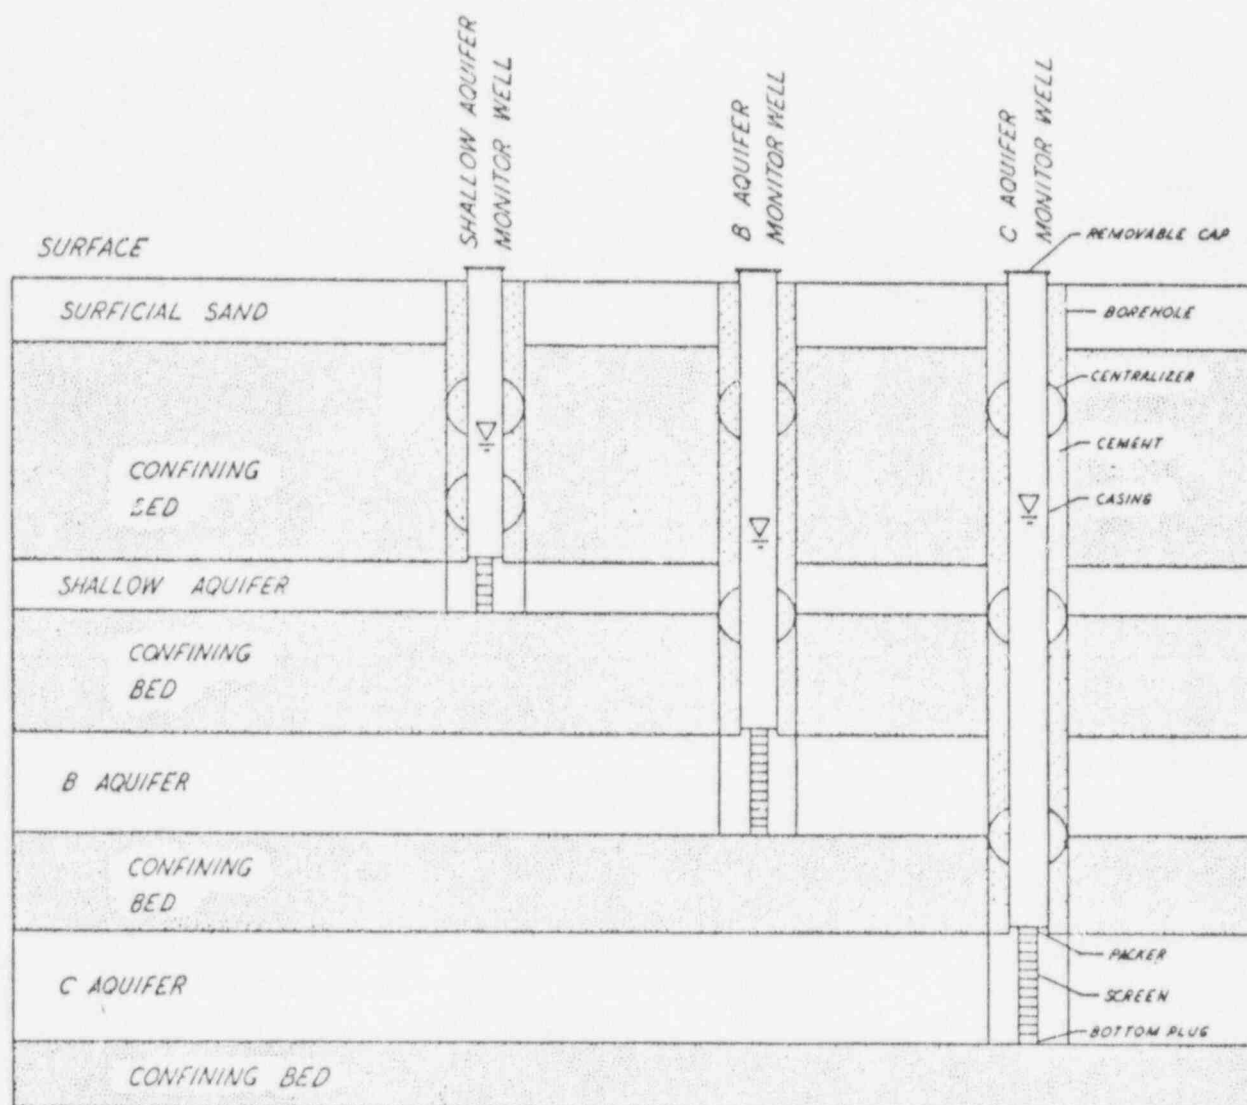 SHALLOW AQUIFER
MONITOR WELL
B AQUIFER
MONITOR WELL
C AQUIFER
MONITOR WELL
REMOVABLE CAP
SURFACE
SURFICIAL SAND
BOREHOLE
CENTRALIZER
CEMENT
CONFINING
BED
CASING
SHALLOW AQUIFER
CONFINING
BED
B AQUIFER
CONFINING
BED
PACKER
C AQUIFER
SCREEN
BOTTOM PLUG
CONFINING BED